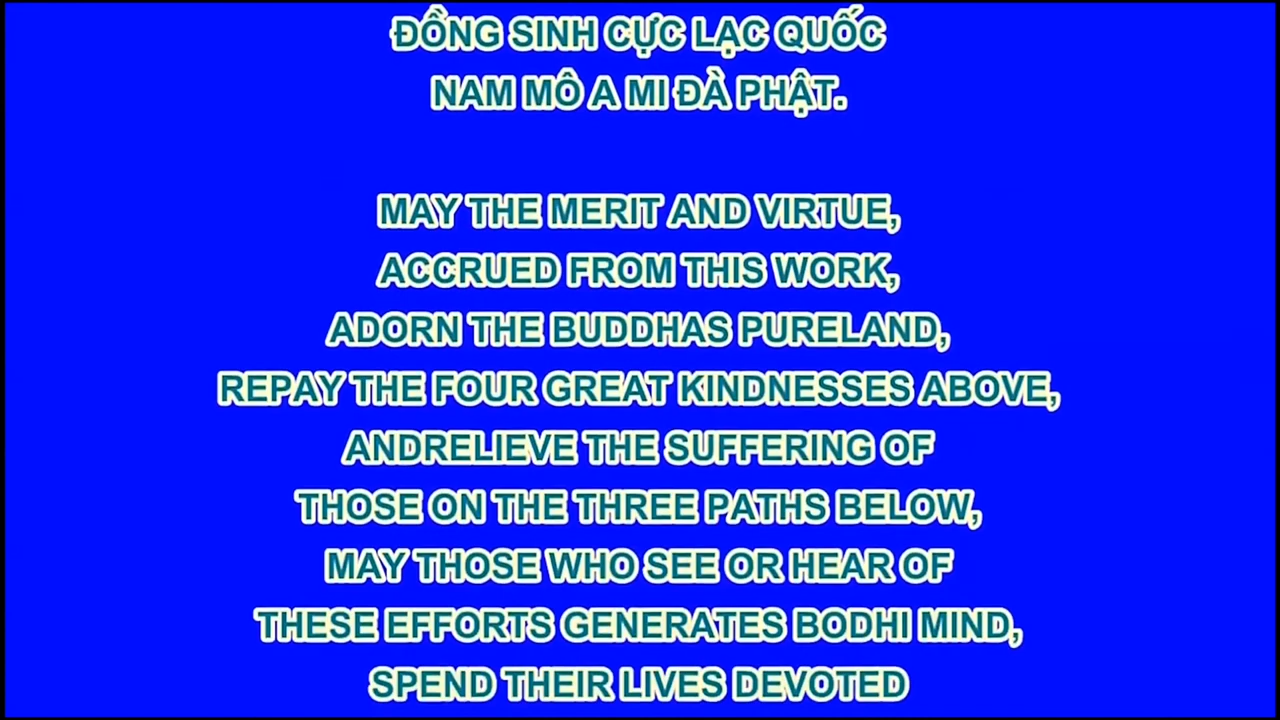 ĐỒNG SINH CỰC LẠC QUỐC
NAM MÔ A MI ĐÀ PHẬT.
MAY THE MERIT AND VIRTUE,
ACCRUED FROM THIS WORK,
ADORN THE BUDDHAS PURELAND,
REPAY THE FOUR GREAT KINDNESSES ABOVE,
ANDRELIEVE THE SUFFERING OF
THOSE ON THE THREE PATHS BELOW,
MAY THOSE WHO SEE OR HEAR OF
THESE EFFORTS GENERATES BODHI MIND,
SPEND THEIR LIVES DEVOTED